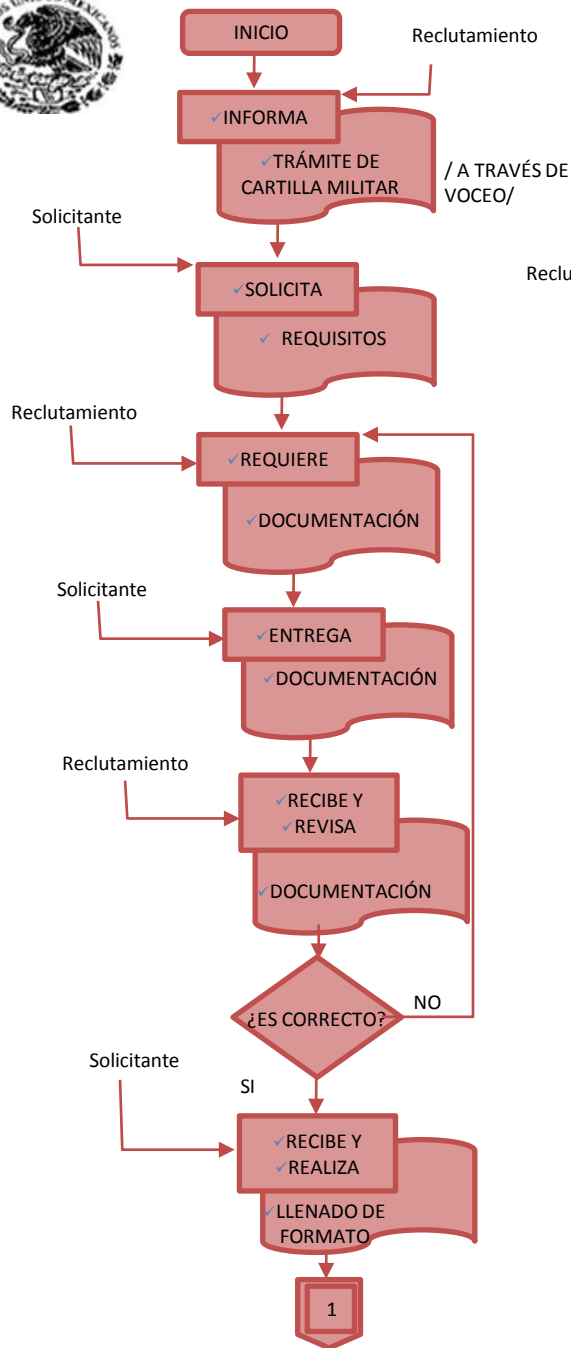 INICIO
Reclutamiento
✓INFORMA
✓TRÁMITE DE
CARTILLA MILITAR
/ A TRAVÉS DE
VOCEO/
Solicitante
Reclu
✓SOLICITA
✓ REQUISITOS
Reclutamiento
✓REQUIERE
✓DOCUMENTACIÓN
Solicitante
✓ENTREGA
✓DOCUMENTACIÓN
Reclutamiento
✓RECIBE Y
✓REVISA
✓DOCUMENTACIÓN
¿ES CORRECTO?
NO
Solicitante
SI
✓RECIBE Y
✓REALIZA
✓LLENADO DE
FORMATO
1